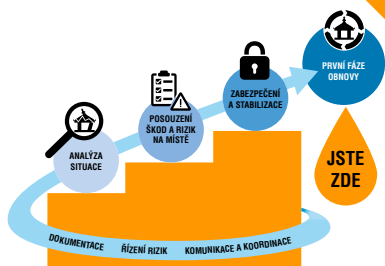 PRVNÍ FÁZE
OBNOVY
ZABEZPEČENÍ
A STABILIZACE
POSOUZENÍ
ŠKOD A RIZIK
NA MÍSTĚ
ANALÝZA
SITUACE
JSTE
ZDE
DOKUMENTACE ŘÍZENÍ RIZIK KOMUNIKACE A KOORDINACE